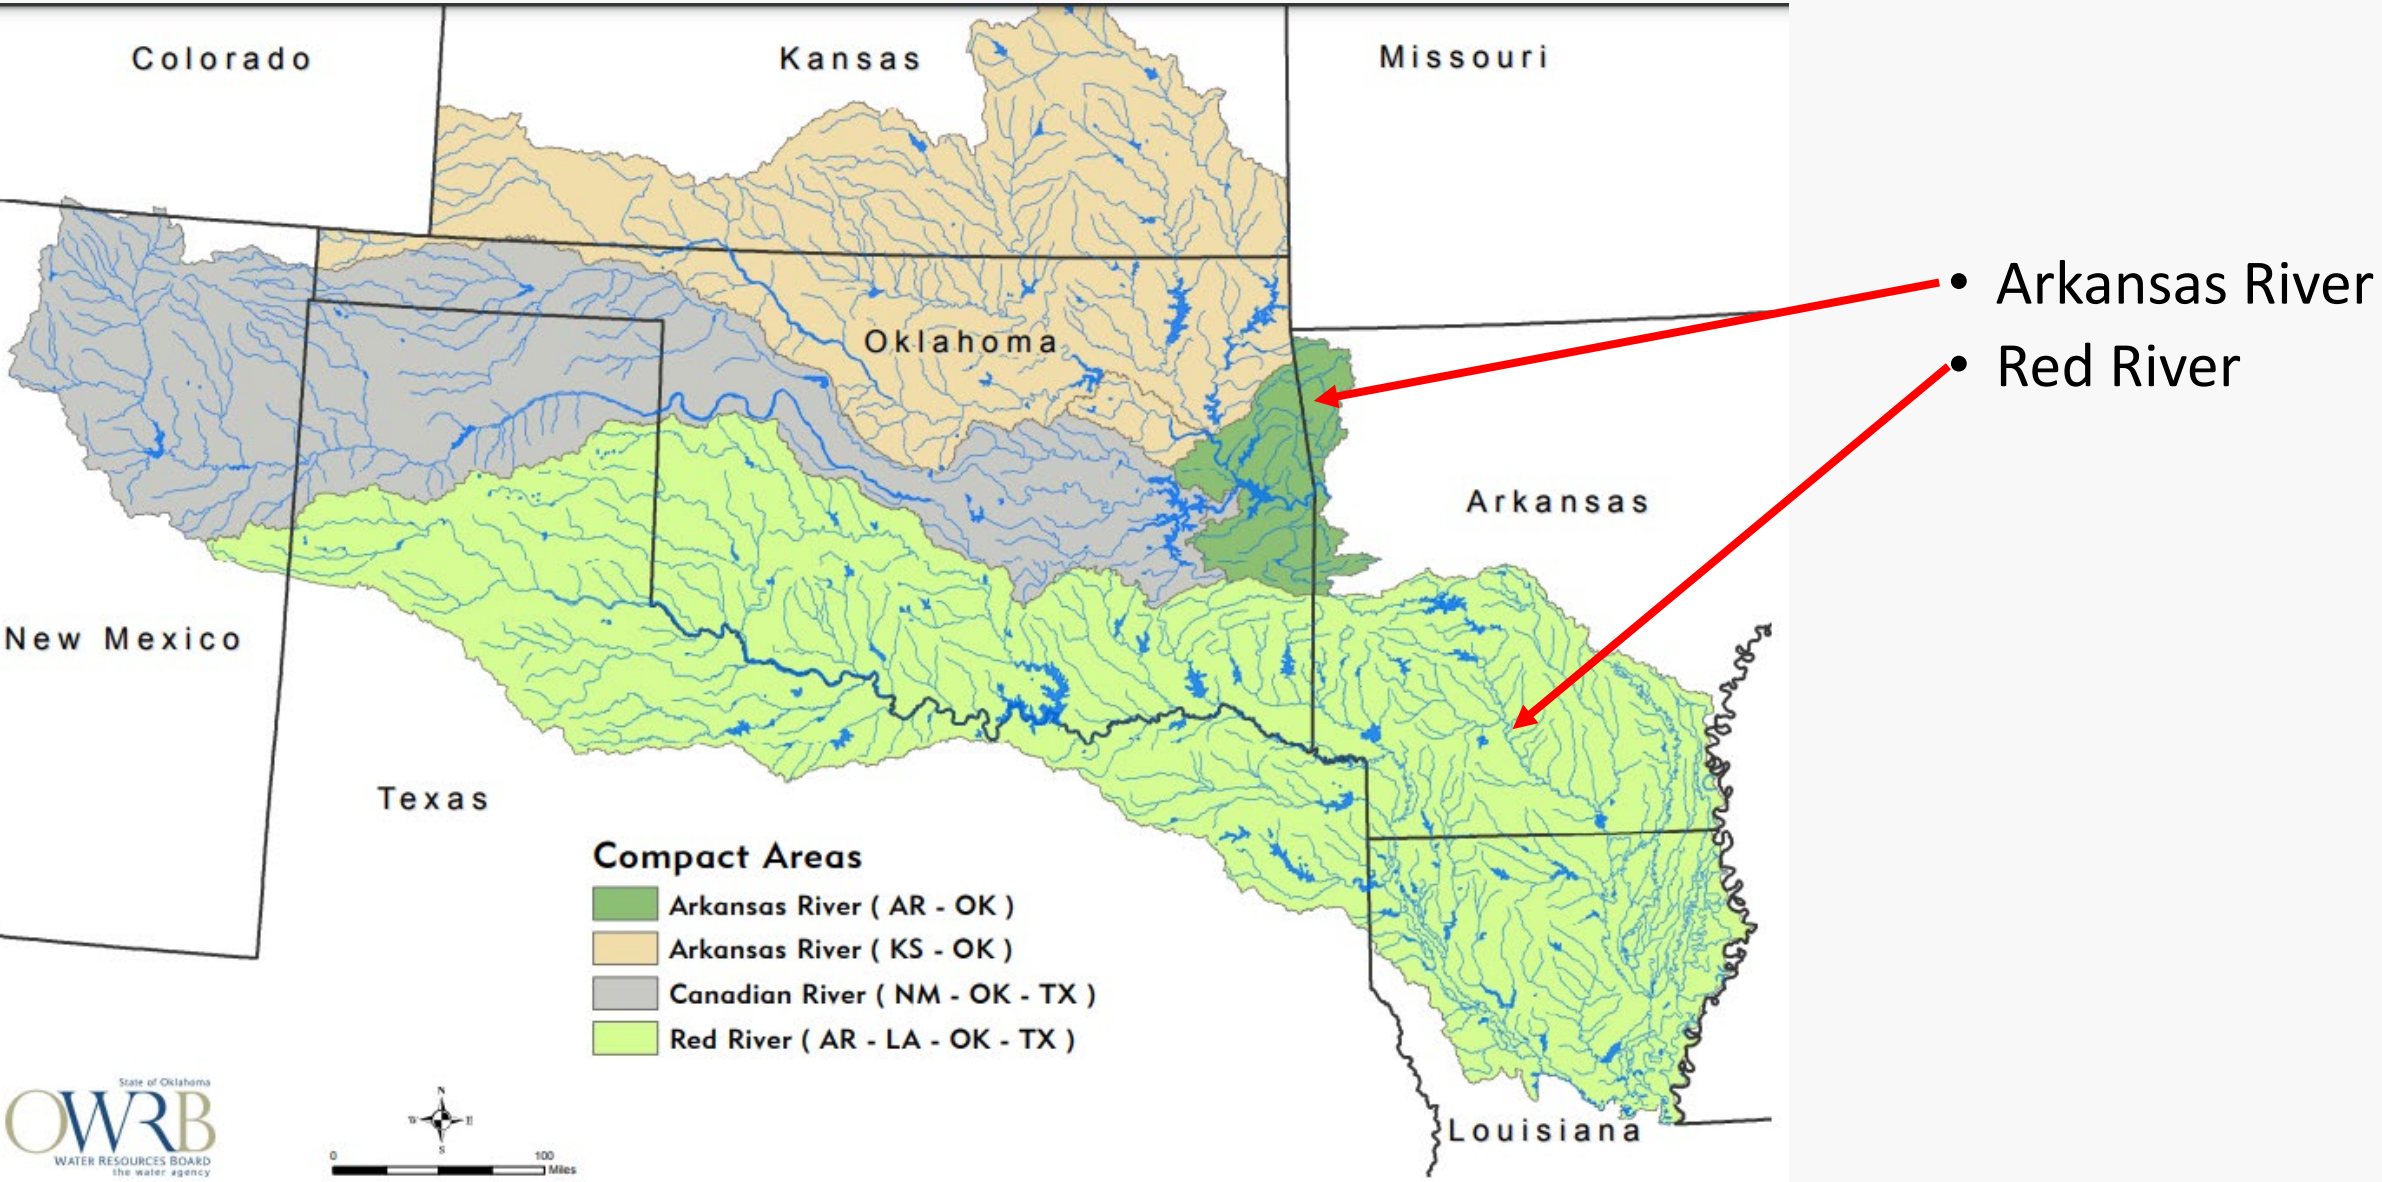 Colorado
Kansas
Missouri
• Arkansas River
• Red River
Oklahoma
Arkansas
New Mexico
Texas
Compact Areas
Arkansas River ( AR - OK )
Arkansas River ( KS - OK )
Canadian River ( NM - OK - TX )
Red River ( AR - LA - OK - TX )
State of Oklahoma
OWRB
WATER RESOURCES BOARD
the water agency
N
W E
S
0 100
Miles
Louisiana